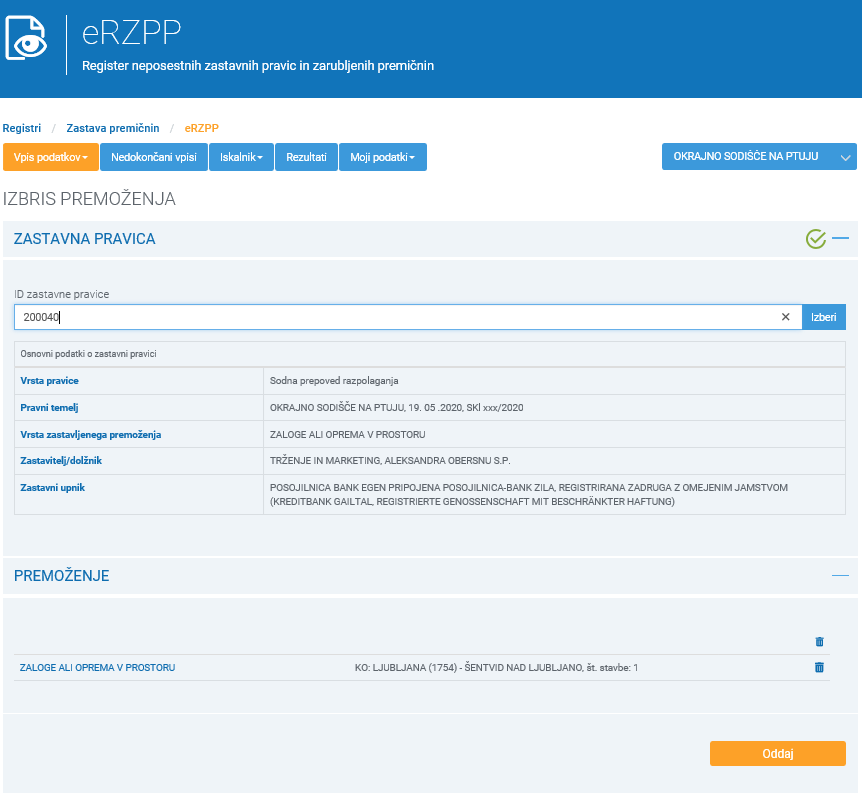 eRZPP
Register neposestnih zastavnih pravic in zarubljenih premičnin
Registri / Zastava premičnin / eRZPP
Vpis podatkov Nedokončani vpisi Iskalnik Rezultati Moji podatki OKRAJNO SODIŠČE NA PTUJU
IZBRIS PREMOŽENJA
ZASTAVNA PRAVICA
ID zastavne pravice
200040 × Izberi
Osnovni podatki o zastavni pravici
Vrsta pravice Sodna prepoved razpolaganja
Pravni temelj OKRAJNO SODIŠČE NA PTUJU, 19. 05 .2020, SKl xxx/2020
Vrsta zastavljenega premoženja ZALOGE ALI OPREMA V PROSTORU
Zastavitelj/dolžnik TRŽENJE IN MARKETING, ALEKSANDRA OBERSNU S.P.
Zastavni upnik POSOJILNICA BANK EGEN PRIPOJENA POSOJILNICA-BANK ZILA, REGISTRIRANA ZADRUGA Z OMEJENIM JAMSTVOM
(KREDITBANK GAILTAL, REGISTRIERTE GENOSSENSCHAFT MIT BESCHRÄNKTER HAFTUNG)
PREMOŽENJE
ZALOGE ALI OPREMA V PROSTORU KO: LJUBLJANA (1754) - ŠENTVID NAD LJUBLJANO, št. stavbe: 1
Oddaj